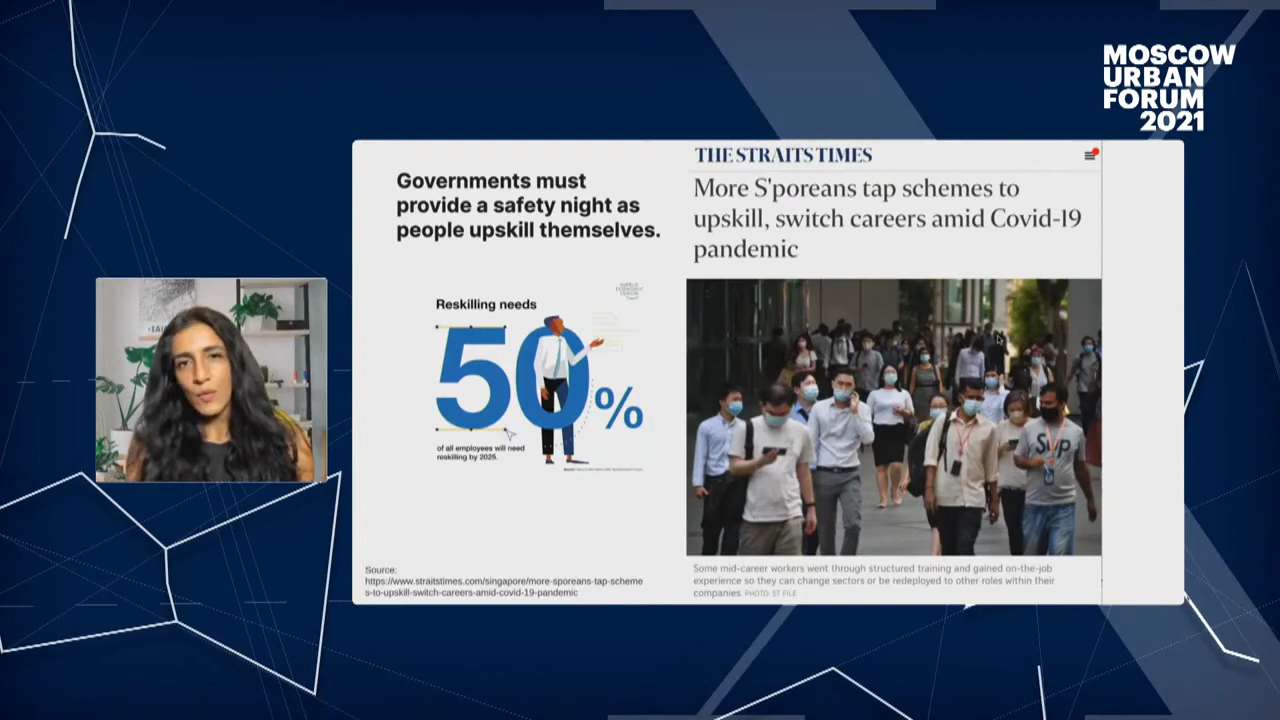 MOSCOW
URBAN
FORUM
2021
Governments must
provide a safety night as
people upskill themselves.
WORLD
ECONOMIC
FORUM
Reskilling needs
50%
of all employees will need
reskilling by 2025.
Source:
https://www.straitstimes.com/singapore/more-sporeans-tap-scheme
s-to-upskill-switch-careers-amid-covid-19-pandemic
THE STRAITS TIMES
More S'poreans tap schemes to
upskill, switch careers amid Covid-19
pandemic
Sup
Some mid-career workers went through structured training and gained on-the-job
experience so they can change sectors or be redeployed to other roles within their
companies. PHOTO: ST FILE